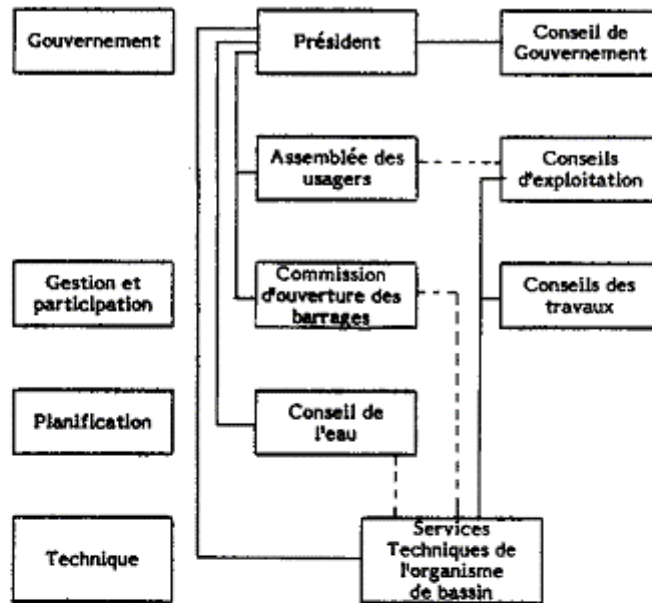 Gouvernement
Président
Conseil de
Gouvernement
Assemblée des
usagers
Conseils
d'exploitation
Gestion et
participation
Commission
d'ouverture des
barrages
Conseils des
travaux
Planification
Conseil de
l'eau
Technique
Services
Techniques de
l'organisme
de bassin